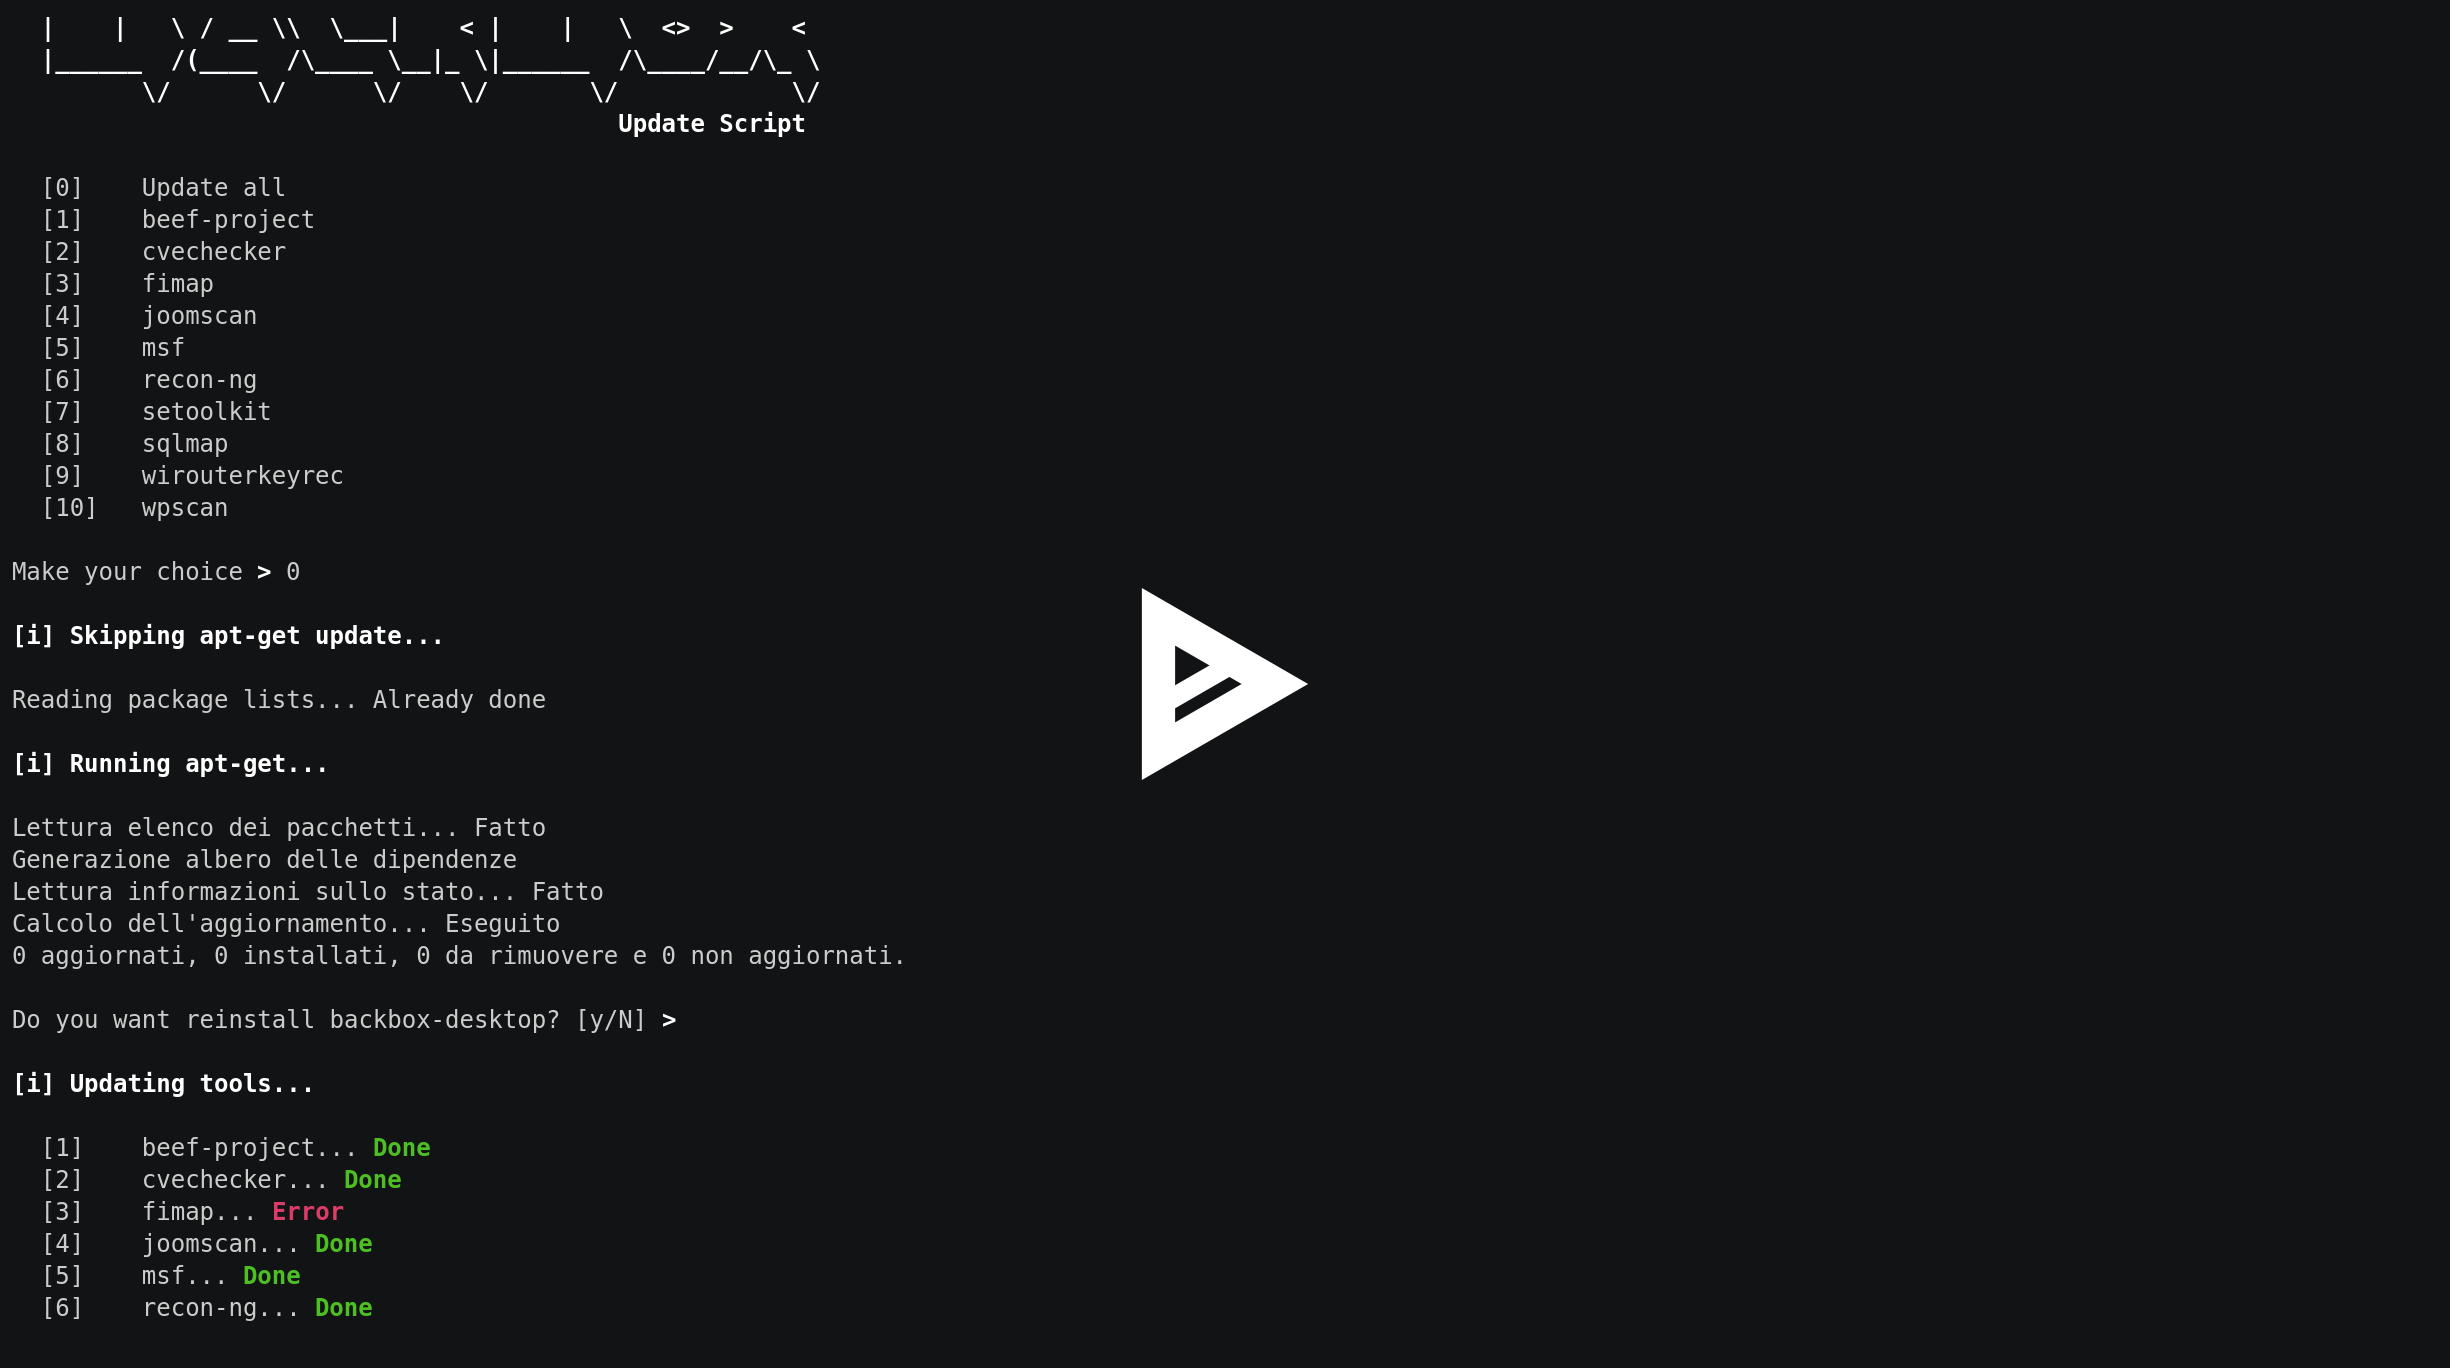 |    |   \ / __ \\  \___|    < |    |   \  <>  >    <
|______  /(____  /\____ \__|_ \|______  /\____/__/\_ \
       \/      \/      \/    \/       \/            \/
Update Script
[0]    Update all
[1]    beef-project
[2]    cvechecker
[3]    fimap
[4]    joomscan
[5]    msf
[6]    recon-ng
[7]    setoolkit
[8]    sqlmap
[9]    wirouterkeyrec
[10]   wpscan
Make your choice > 0
[i] Skipping apt-get update...
Reading package lists... Already done
[i] Running apt-get...
Lettura elenco dei pacchetti... Fatto
Generazione albero delle dipendenze
Lettura informazioni sullo stato... Fatto
Calcolo dell'aggiornamento... Eseguito
0 aggiornati, 0 installati, 0 da rimuovere e 0 non aggiornati.
Do you want reinstall backbox-desktop? [y/N] >
[i] Updating tools...
[1]    beef-project... Done
[2]    cvechecker... Done
[3]    fimap... Error
[4]    joomscan... Done
[5]    msf... Done
[6]    recon-ng... Done